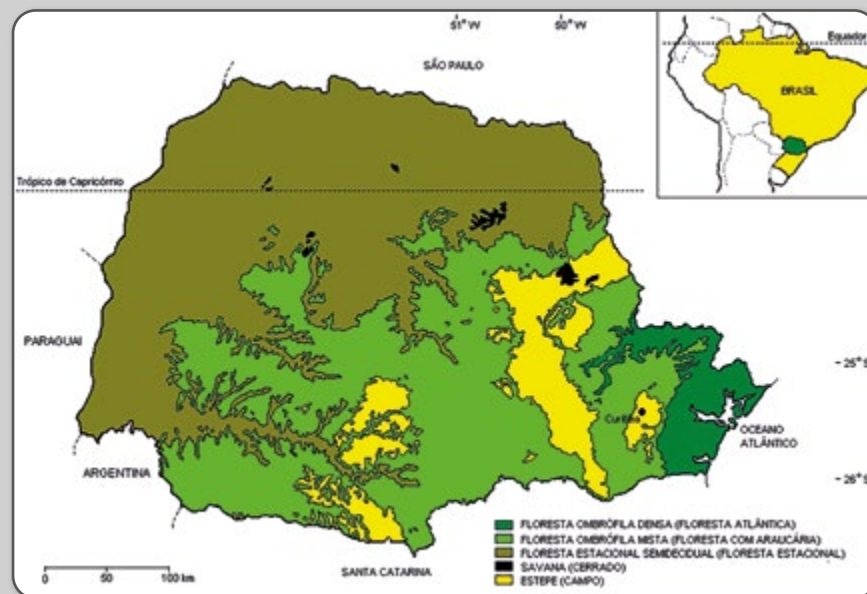 51° W
50° W
SÃO PAULO
Equador
BRASIL
Trópico de Capricórnio
PARAGUAI
25° S
Curitiba
OCEANO
ATLÂNTICO
ARGENTINA
26° S
FLORESTA OMBRÓFILA DENSA (FLORESTA ATLÂNTICA)
FLORESTA OMBRÓFILA MISTA (FLORESTA COM ARAUCÁRIA)
FLORESTA ESTACIONAL SEMIDECIDUAL (FLORESTA ESTACIONAL)
SAVANA (CERRADO)
ESTEPE (CAMPO)
0 50 100 km
SANTA CATARINA